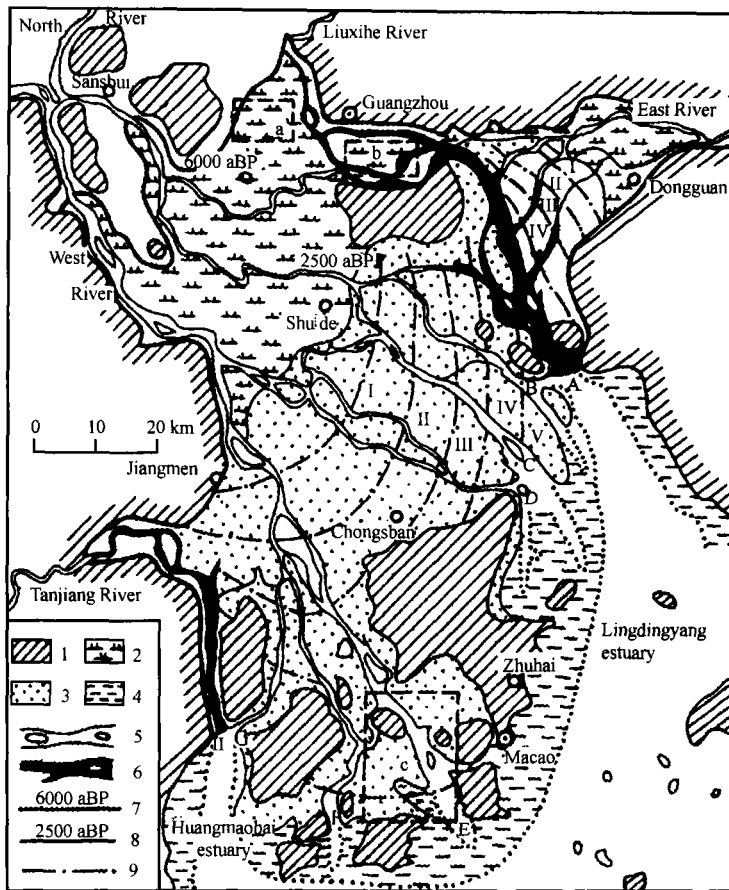 North River
Liuxihe River
Sanshui
Guangzhou
East River
a
b
6000 aBP
I
II
III
IV
Dongguan
West River
2500 aBP
Shuide
B
A
I
II
III
IV
V
C
D
0 10 20 km
Jiangmen
Chongshan
Tanjiang River
Lingdingyang estuary
Zhuhai
Macao
c
G
E
Huangmaohai estuary
1
2
3
4
5
6
6000 aBP 7
2500 aBP 8
9